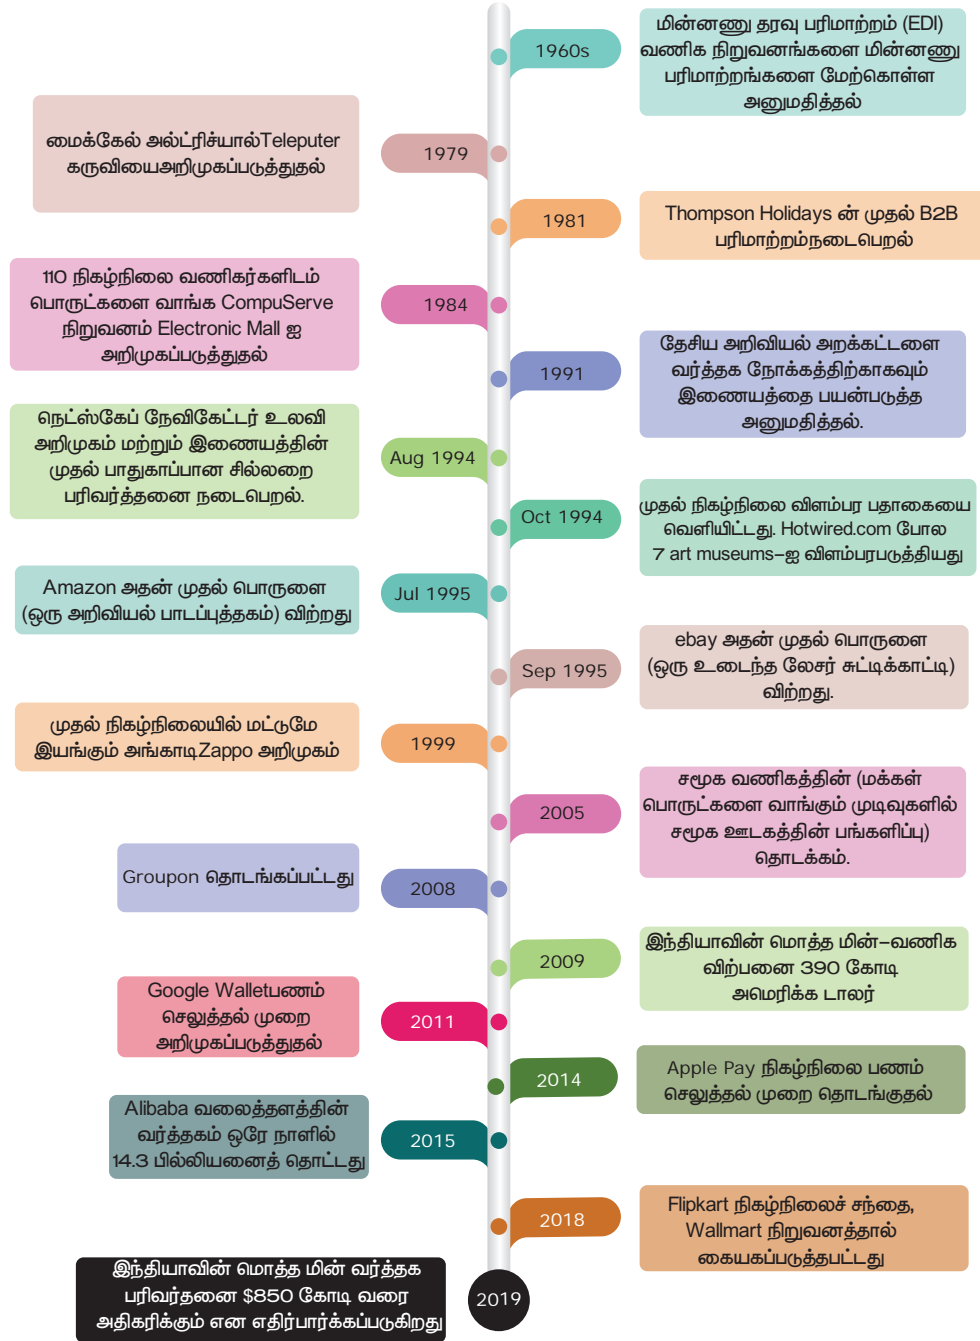 1960s
மின்னணு தரவு பரிமாற்றம் (EDI)
வணிக நிறுவனங்களை மின்னணு
பரிமாற்றங்களை மேற்கொள்ள
அனுமதித்தல்
மைக்கேல் அல்ட்ரிச்யால்Teleputer
கருவியைஅறிமுகப்படுத்துதல்
1979
1981
Thompson Holidays ன் முதல் B2B
பரிமாற்றம்நடைபெறல்
110 நிகழ்நிலை வணிகர்களிடம்
பொருட்களை வாங்க CompuServe
நிறுவனம் Electronic Mall ஐ
அறிமுகப்படுத்துதல்
1984
1991
தேசிய அறிவியல் அறக்கட்டளை
வர்த்தக நோக்கத்திற்காகவும்
இணையத்தை பயன்படுத்த
அனுமதித்தல்.
நெட்ஸ்கேப் நேவிகேட்டர் உலவி
அறிமுகம் மற்றும் இணையத்தின்
முதல் பாதுகாப்பான சில்லறை
பரிவர்த்தனை நடைபெறல்.
Aug 1994
Oct 1994
முதல் நிகழ்நிலை விளம்பர பதாகையை
வெளியிட்டது. Hotwired.com போல
7 art museums-ஐ விளம்பரபடுத்தியது
Amazon அதன் முதல் பொருளை
(ஒரு அறிவியல் பாடப்புத்தகம்) விற்றது
Jul 1995
Sep 1995
ebay அதன் முதல் பொருளை
(ஒரு உடைந்த லேசர் சுட்டிக்காட்டி)
விற்றது.
முதல் நிகழ்நிலையில் மட்டுமே
இயங்கும் அங்காடிZappo அறிமுகம்
1999
2005
சமூக வணிகத்தின் (மக்கள்
பொருட்களை வாங்கும் முடிவுகளில்
சமூக ஊடகத்தின் பங்களிப்பு)
தொடக்கம்.
Groupon தொடங்கப்பட்டது
2008
2009
இந்தியாவின் மொத்த மின்-வணிக
விற்பனை 390 கோடி
அமெரிக்க டாலர்
Google Walletபணம்
செலுத்தல் முறை
அறிமுகப்படுத்துதல்
2011
2014
Apple Pay நிகழ்நிலை பணம்
செலுத்தல் முறை தொடங்குதல்
Alibaba வலைத்தளத்தின்
வர்த்தகம் ஒரே நாளில்
14.3 பில்லியனைத் தொட்டது
2015
2018
Flipkart நிகழ்நிலைச் சந்தை,
Wallmart நிறுவனத்தால்
கையகப்படுத்தபட்டது
இந்தியாவின் மொத்த மின் வர்த்தக
பரிவர்தனை $850 கோடி வரை
அதிகரிக்கும் என எதிர்பார்க்கப்படுகிறது
2019